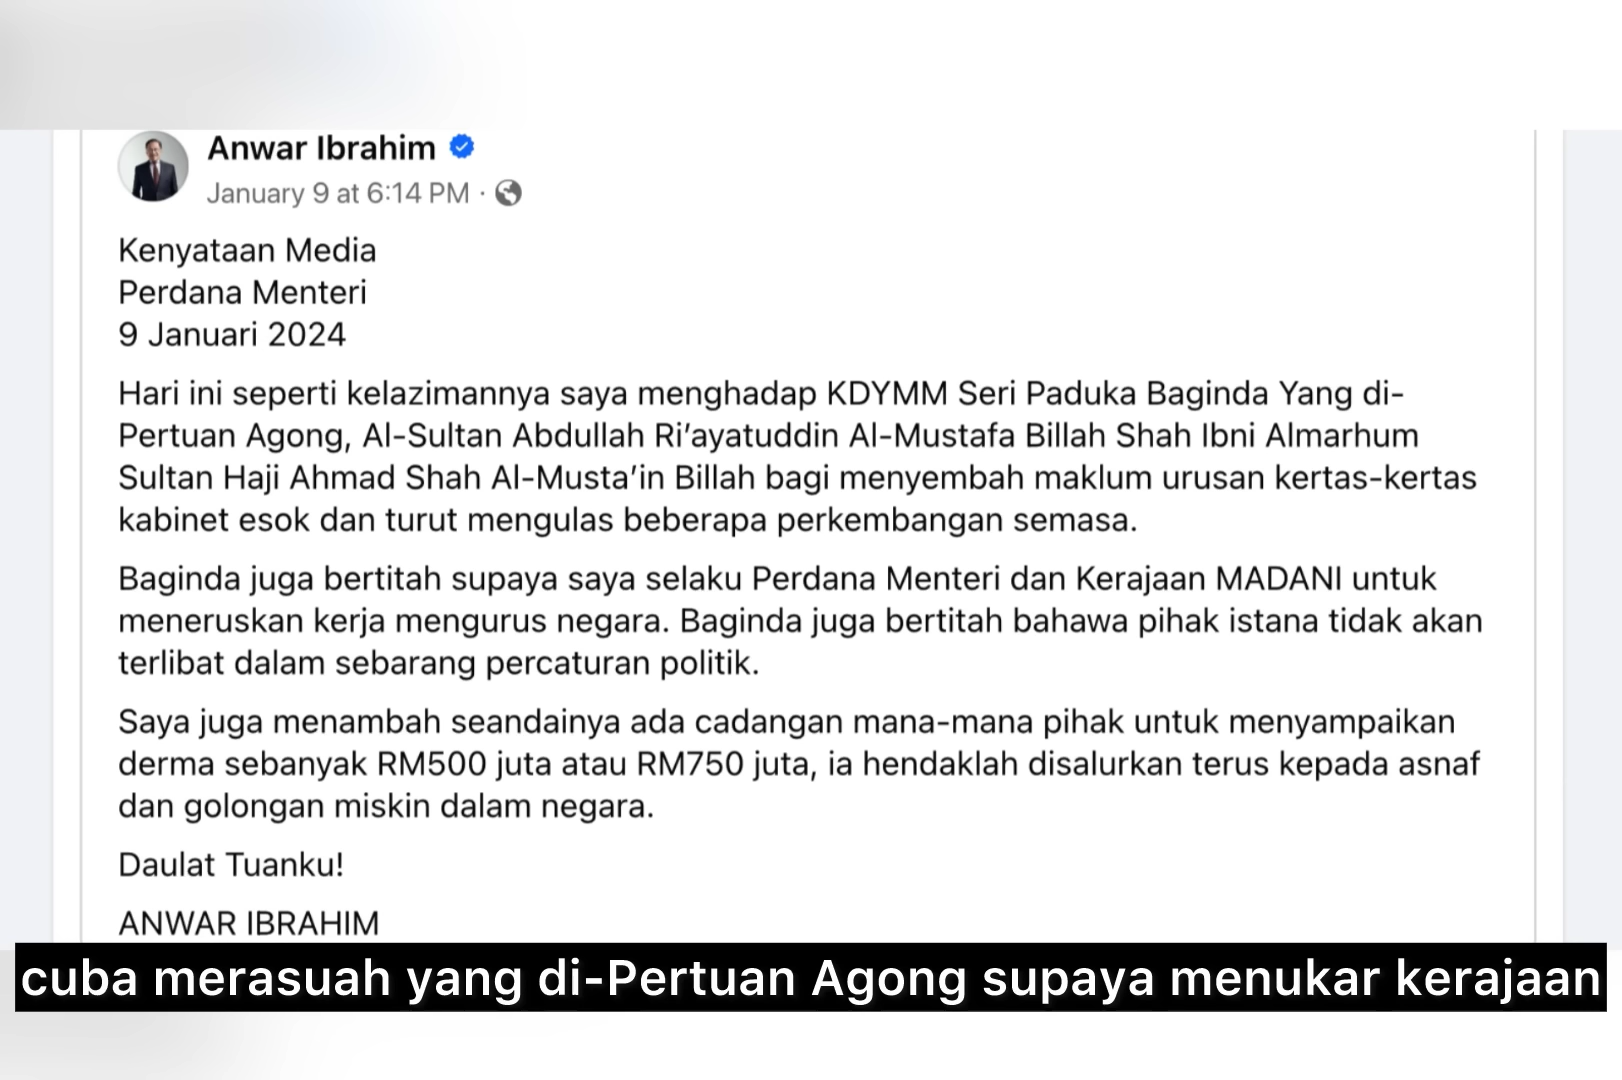 Anwar Ibrahim
January 9 at 6:14 PM ·
Kenyataan Media
Perdana Menteri
9 Januari 2024
Hari ini seperti kelazimannya saya menghadap KDYMM Seri Paduka Baginda Yang di-
Pertuan Agong, Al-Sultan Abdullah Ri’ayatuddin Al-Mustafa Billah Shah Ibni Almarhum
Sultan Haji Ahmad Shah Al-Musta’in Billah bagi menyembah maklum urusan kertas-kertas
kabinet esok dan turut mengulas beberapa perkembangan semasa.
Baginda juga bertitah supaya saya selaku Perdana Menteri dan Kerajaan MADANI untuk
meneruskan kerja mengurus negara. Baginda juga bertitah bahawa pihak istana tidak akan
terlibat dalam sebarang percaturan politik.
Saya juga menambah seandainya ada cadangan mana-mana pihak untuk menyampaikan
derma sebanyak RM500 juta atau RM750 juta, ia hendaklah disalurkan terus kepada asnaf
dan golongan miskin dalam negara.
Daulat Tuanku!
ANWAR IBRAHIM
cuba merasuah yang di-Pertuan Agong supaya menukar kerajaan